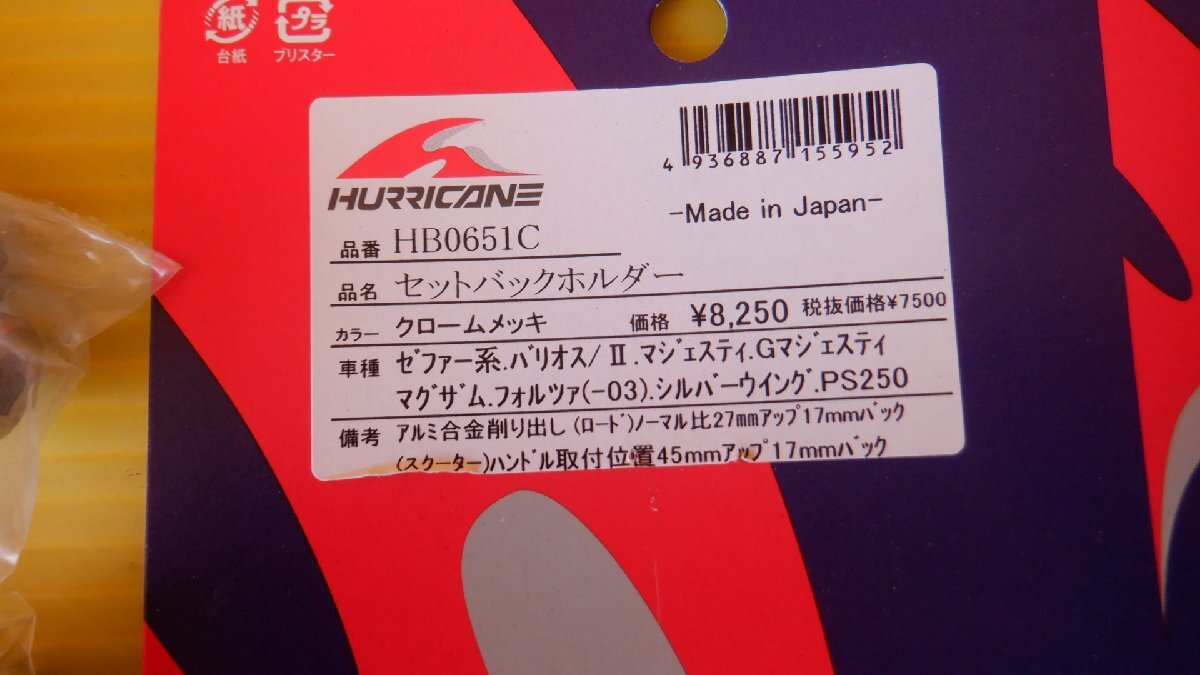 紙 プラ
台紙 ブリスター
HURRICANE
4 936887 155952
-Made in Japan-
品番 HB0651C
品名 セットバックホルダー
カラー クロームメッキ 価格 ¥8,250 税抜価格¥7500
車種 ゼファー系.バリオス/Ⅱ.マジェスティ.Gマジェスティ
マグザム.フォルツァ(-03).シルバーウイング.PS250
備考 アルミ合金削り出し (ロード)ノーマル比27mmアップ17mmバック
(スクーター)ハンドル取付位置45mmアップ17mmバック